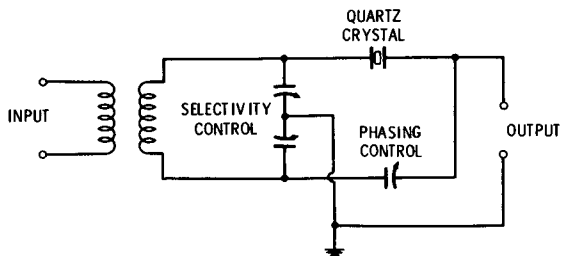 QUARTZ
CRYSTAL
INPUT
SELECTIVITY
CONTROL
PHASING
CONTROL
OUTPUT